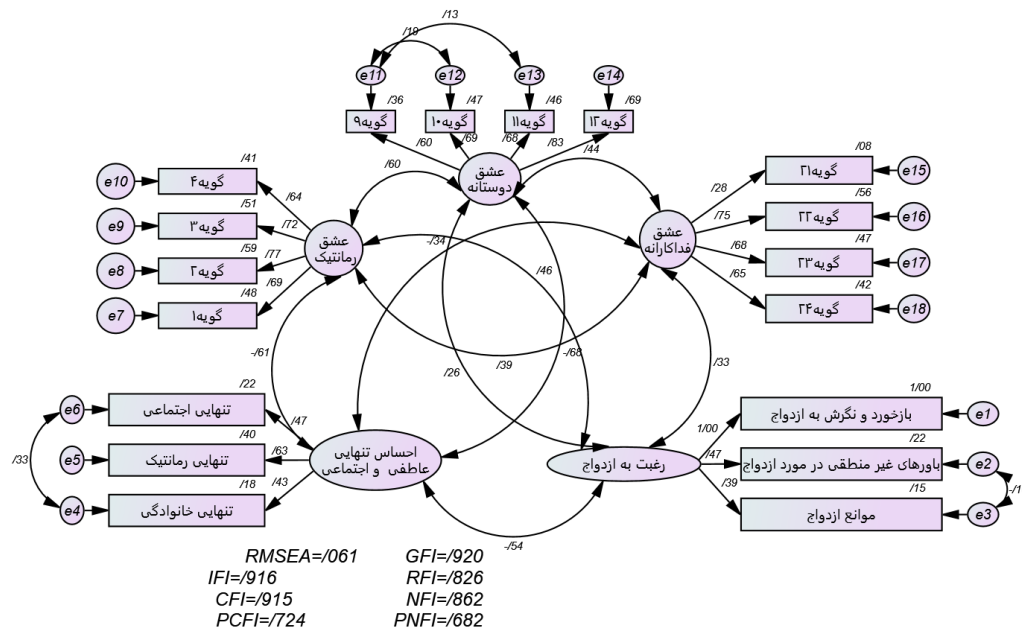 /13
/19
e11
e12
e13
e14
/36
/47
/46
/69
گویه۹
گویه۱۰
گویه۱۱
گویه۱۲
/60
/69
/68
/83
/44
عشق
دوستانه
/60
/41
e10
گویه۴
/64
/51
e9
گویه۳
/72
/59
e8
گویه۲
/77
/48
e7
گویه۱
/69
عشق
رمانتیک
/08
گویه۲۱
e15
/28
/56
گویه۲۲
e16
/75
/47
گویه۲۳
e17
/68
/42
گویه۲۴
e18
/65
عشق
فداکارانه
-/34
/46
-/61
/39
-/68
/26
/33
/22
e6
تنهایی اجتماعی
/47
/40
e5
تنهایی رمانتیک
/63
/18
e4
تنهایی خانوادگی
/43
/33
احساس تنهایی
عاطفی و اجتماعی
رغبت به ازدواج
1/00
بازخورد و نگرش به ازدواج
e1
1/00
/22
باورهای غیر منطقی در مورد ازدواج
e2
/47
/15
موانع ازدواج
e3
/39
-/1
-/54
RMSEA=/061 GFI=/920
IFI=/916 RFI=/826
CFI=/915 NFI=/862
PCFI=/724 PNFI=/682